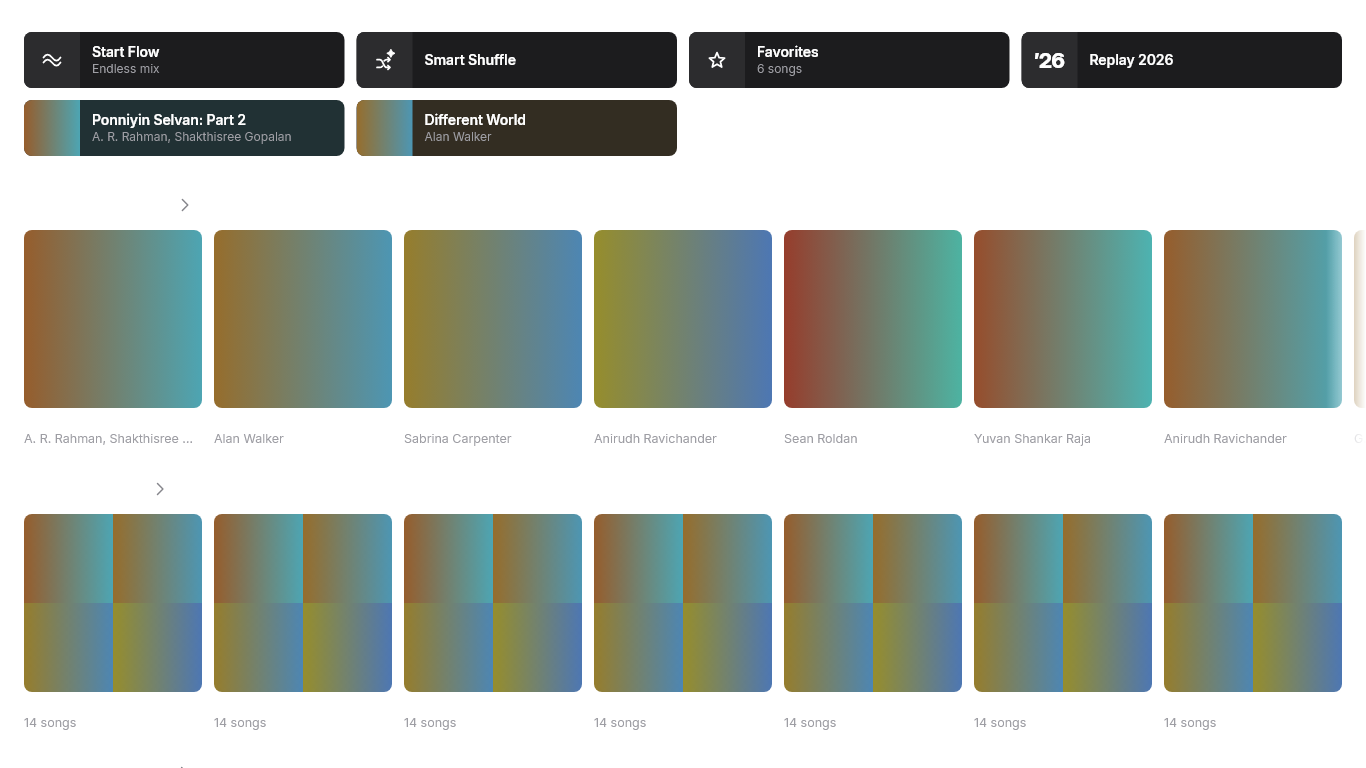 Start Flow
Endless mix
Smart Shuffle
Favorites
6 songs
'26
Replay 2026
Ponniyin Selvan: Part 2
A. R. Rahman, Shakthisree Gopalan
Different World
Alan Walker
A. R. Rahman, Shakthisree ...
Alan Walker
Sabrina Carpenter
Anirudh Ravichander
Sean Roldan
Yuvan Shankar Raja
Anirudh Ravichander
14 songs
14 songs
14 songs
14 songs
14 songs
14 songs
14 songs